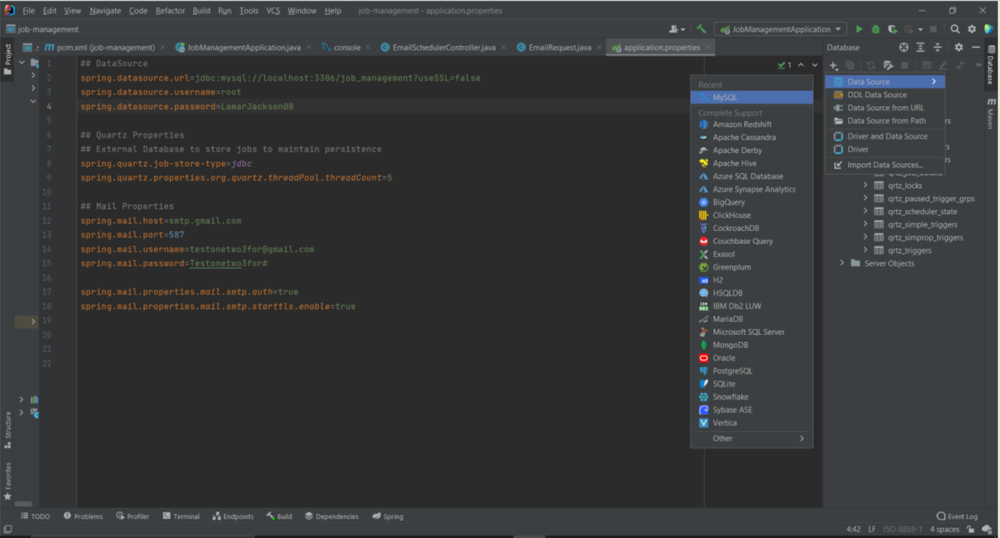 File Edit View Navigate Code Refactor Build Run Tools VCS Window Help job-management - application.properties
job-management
JobManagementApplication
Project
pom.xml (job-management)
JobManagementApplication.java
console
EmailSchedulerController.java
EmailRequest.java
application.properties
Database
1 ## DataSource
2 spring.datasource.url=jdbc:mysql://localhost:3306/job_management?useSSL=false
3 spring.datasource.username=root
4 spring.datasource.password=LamarJackson08
5
6 ## Quartz Properties
7 ## External Database to store jobs to maintain persistence
8 spring.quartz.job-store-type=jdbc
9 spring.quartz.properties.org.quartz.threadPool.threadCount=5
10
11 ## Mail Properties
12 spring.mail.host=smtp.gmail.com
13 spring.mail.port=587
14 spring.mail.username=testonetwo3for@gmail.com
15 spring.mail.password=Testonetwo3for#
16
17 spring.mail.properties.mail.smtp.auth=true
18 spring.mail.properties.mail.smtp.starttls.enable=true
19
20
21
22
1
Recent
MySQL
Complete Support
Amazon Redshift
Apache Cassandra
Apache Derby
Apache Hive
Azure SQL Database
Azure Synapse Analytics
BigQuery
ClickHouse
CockroachDB
Couchbase Query
Exasol
Greenplum
H2
HSQLDB
IBM Db2 LUW
MariaDB
Microsoft SQL Server
MongoDB
Oracle
PostgreSQL
SQLite
Snowflake
Sybase ASE
Vertica
Other
Data Source
DDL Data Source
Data Source from URL
Data Source from Path
Driver and Data Source
Driver
Import Data Sources...
qrtz_locks
qrtz_paused_trigger_grps
qrtz_scheduler_state
qrtz_simple_triggers
qrtz_simprop_triggers
qrtz_triggers
Server Objects
Database
Maven
Structure
Favorites
TODO Problems Profiler Terminal Endpoints Build Dependencies Spring Event Log
4:42 LF ISO-8859-1 4 spaces